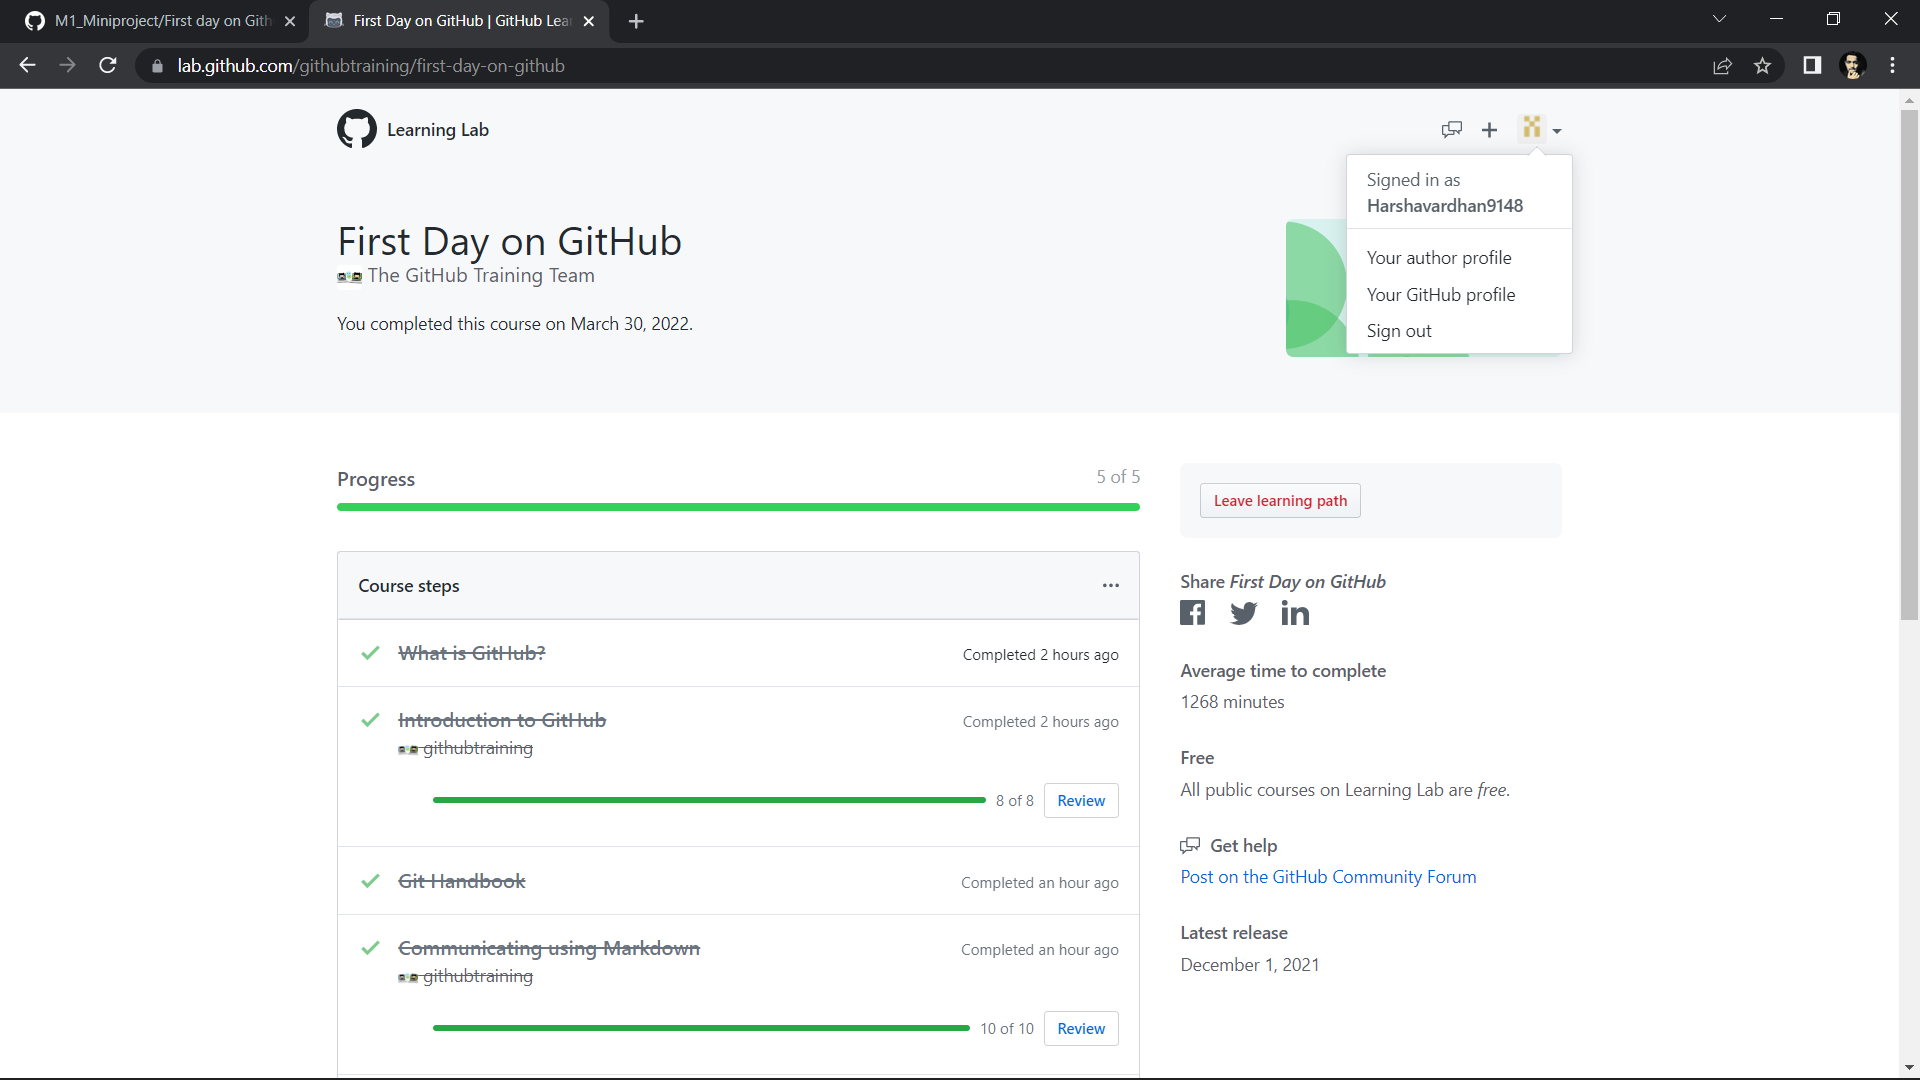 M1_Miniproject/First day on Gith
First Day on GitHub | GitHub Lea
lab.github.com/githubtraining/first-day-on-github
Learning Lab
Signed in as
Harshavardhan9148
Your author profile
Your GitHub profile
Sign out
First Day on GitHub
The GitHub Training Team
You completed this course on March 30, 2022.
Progress
5 of 5
Course steps
What is GitHub?
Completed 2 hours ago
Introduction to GitHub
Completed 2 hours ago
githubtraining
8 of 8
Review
Git Handbook
Completed an hour ago
Communicating using Markdown
Completed an hour ago
githubtraining
10 of 10
Review
Leave learning path
Share First Day on GitHub
Average time to complete
1268 minutes
Free
All public courses on Learning Lab are free.
Get help
Post on the GitHub Community Forum
Latest release
December 1, 2021